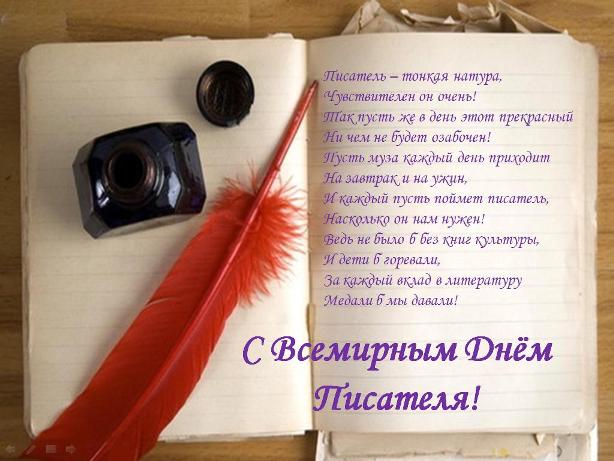 Писатель – тонкая натура,
Чувствителен он очень!
Так пусть же в день этот прекрасный
Ни чем не будет озабочен!
Пусть муза каждый день приходит
На завтрак и на ужин,
И каждый пусть поймет писатель,
Насколько он нам нужен!
Ведь не было б без книг культуры,
И дети б горевали,
За каждый вклад в литературу
Медали б мы давали!
С Всемирным Днём
Писателя!